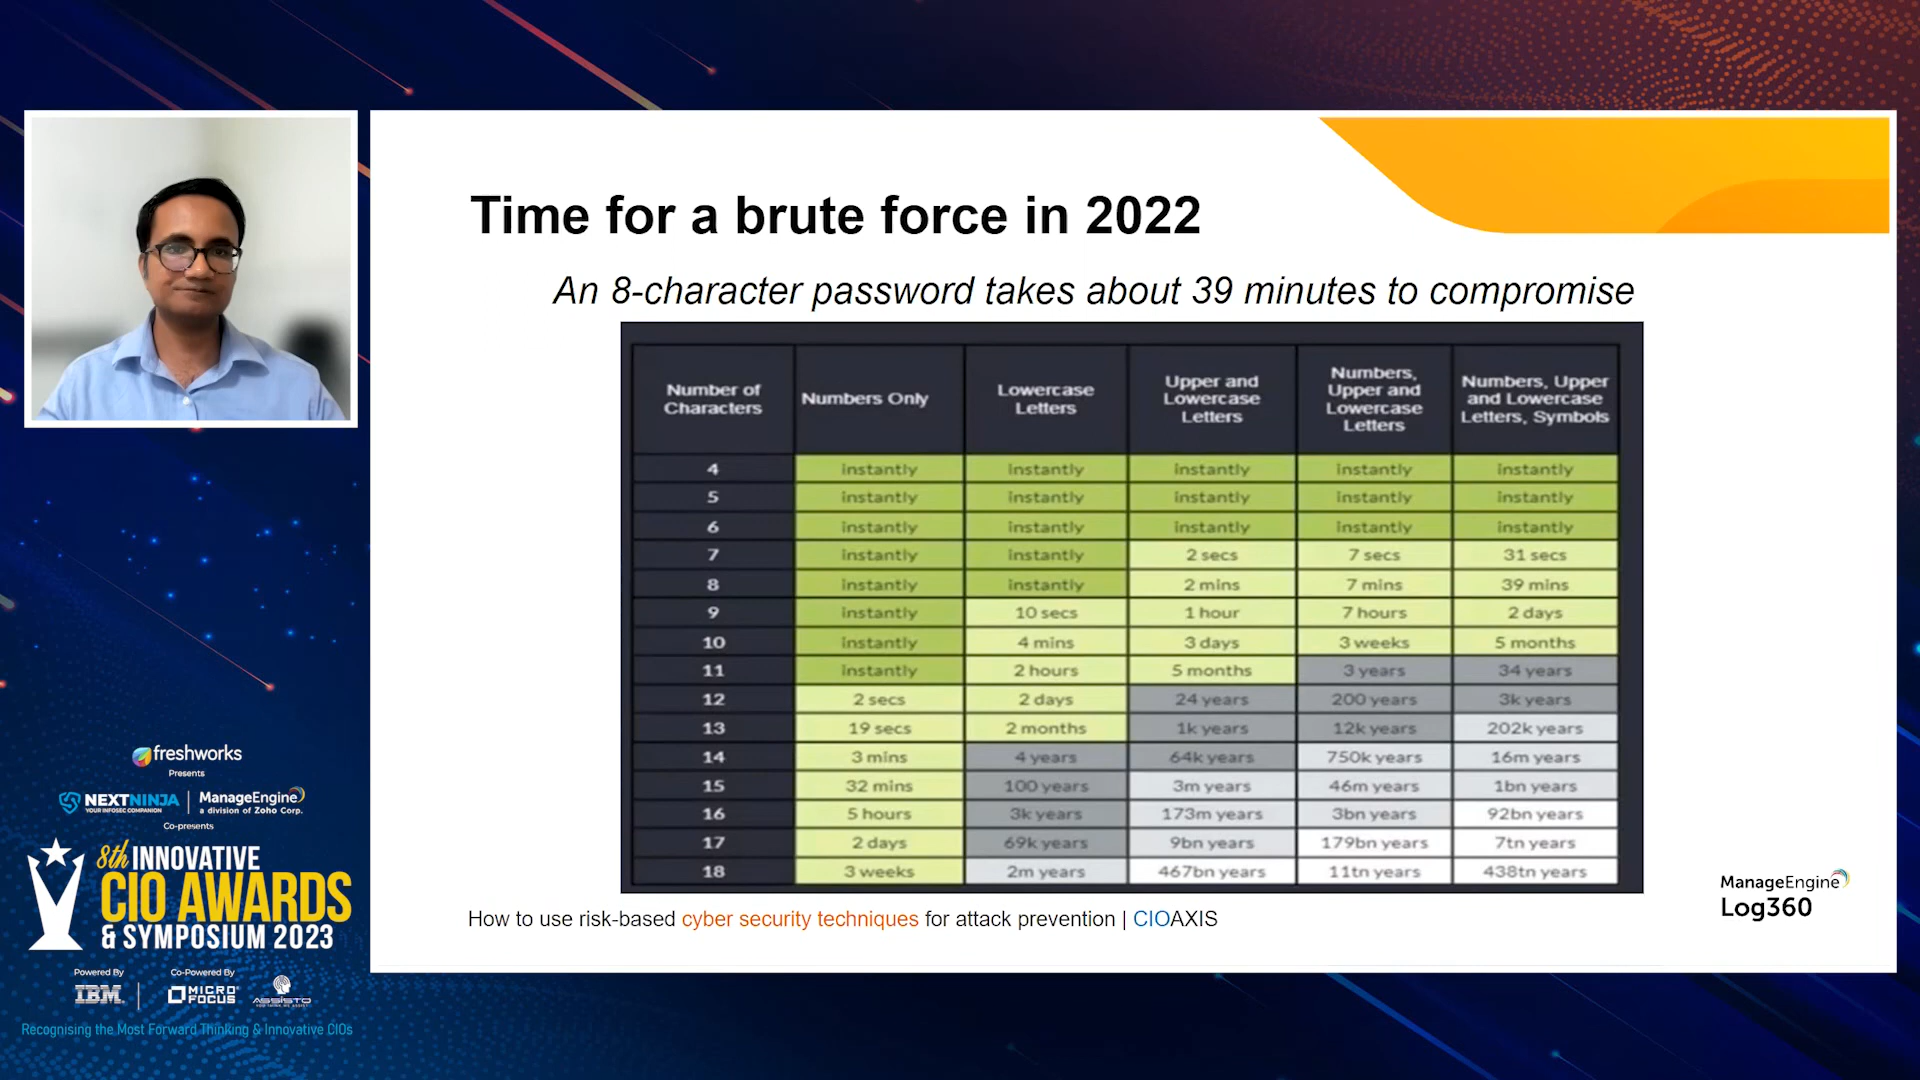 Time for a brute force in 2022
An 8-character password takes about 39 minutes to compromise
Number of Characters Numbers Only Lowercase Letters Upper and Lowercase Letters Numbers, Upper and Lowercase Letters Numbers, Upper and Lowercase Letters, Symbols
4 instantly instantly instantly instantly instantly
5 instantly instantly instantly instantly instantly
6 instantly instantly instantly instantly instantly
7 instantly instantly 2 secs 7 secs 31 secs
8 instantly instantly 2 mins 7 mins 39 mins
9 instantly 10 secs 1 hour 7 hours 2 days
10 instantly 4 mins 3 days 3 weeks 5 months
11 instantly 2 hours 5 months 3 years 34 years
12 2 secs 2 days 24 years 200 years 3k years
13 19 secs 2 months 1k years 12k years 202k years
14 3 mins 4 years 64k years 750k years 16m years
15 32 mins 100 years 3m years 46m years 1bn years
16 5 hours 3k years 173m years 3bn years 92bn years
17 2 days 69k years 9bn years 179bn years 7tn years
18 3 weeks 2m years 467bn years 11tn years 438tn years
How to use risk-based cyber security techniques for attack prevention | CIOAXIS
ManageEngine
Log360
freshworks
Presents
NEXTNINJA
YOUR INFOSEC COMPANION
ManageEngine
a division of Zoho Corp.
Co-presents
8th INNOVATIVE
CIO AWARDS
& SYMPOSIUM 2023
Powered By
IBM
Co-Powered By
MICRO
FOCUS
ASSISTO
Recognising the Most Forward Thinking & Innovative CIOs